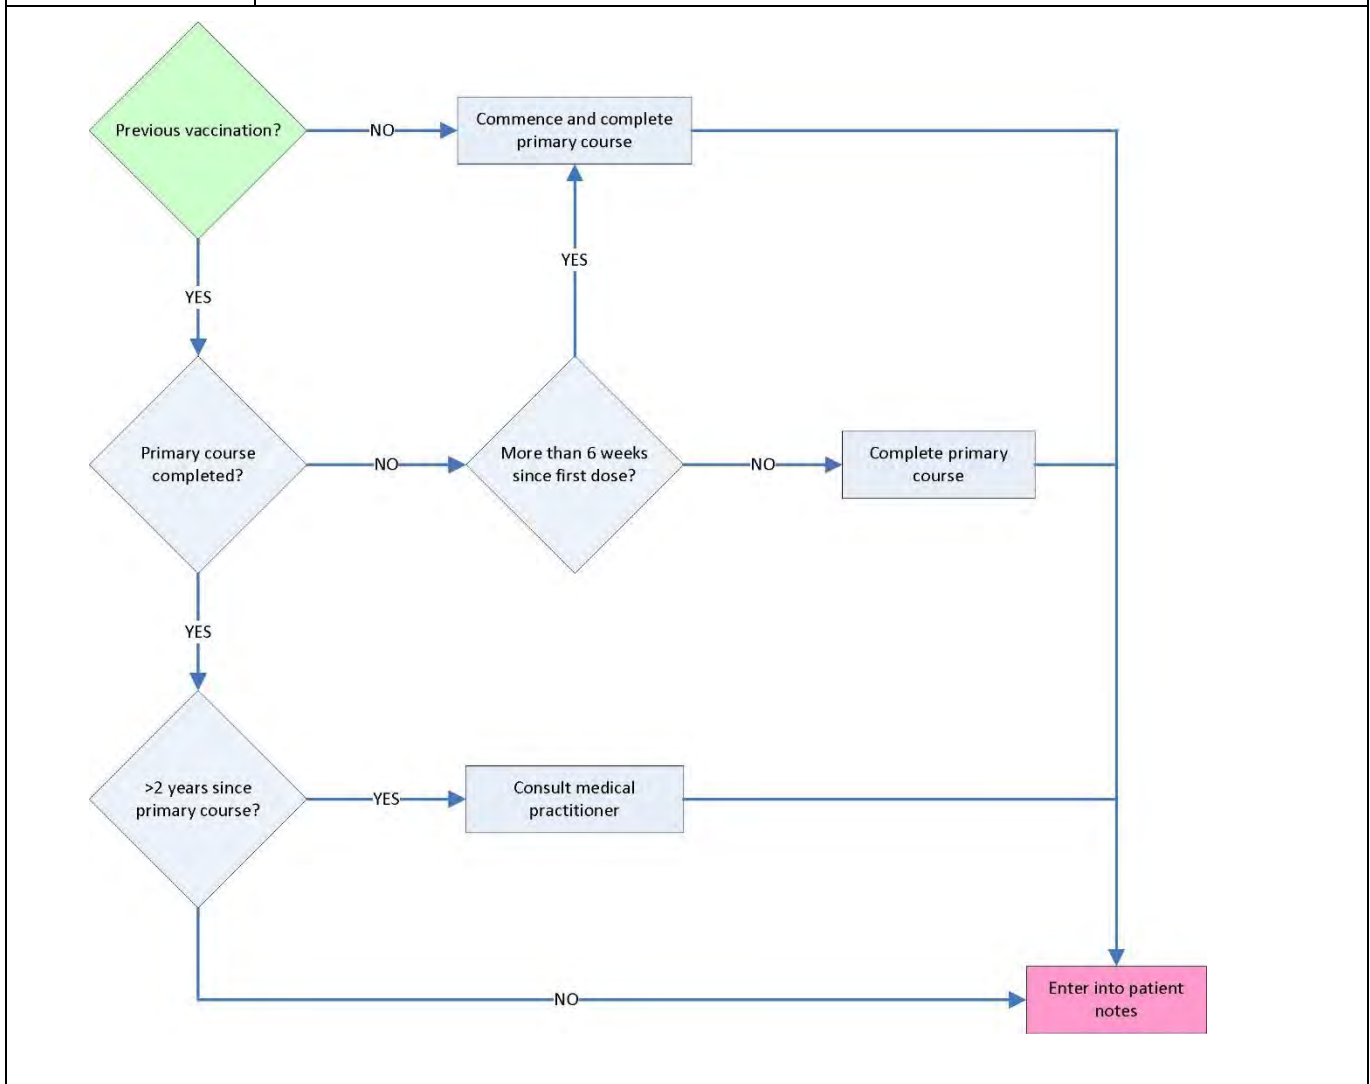 Previous vaccination?
NO
Commence and complete
primary course
YES
YES
Primary course
completed?
NO
More than 6 weeks
since first dose?
NO
Complete primary
course
YES
>2 years since
primary course?
YES
Consult medical
practitioner
NO
Enter into patient
notes